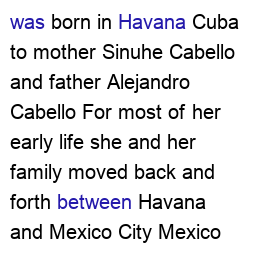 was born in Havana Cuba
to mother Sinuhe Cabello
and father Alejandro
Cabello For most of her
early life she and her
family moved back and
forth between Havana
and Mexico City Mexico